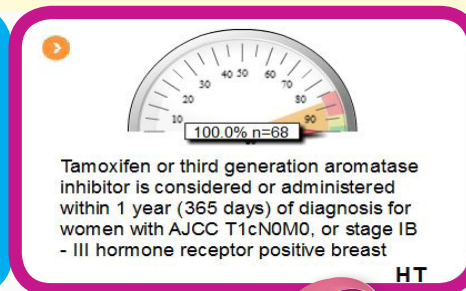 10 20 30 40 50 60 70 80 90
100.0% n=68
Tamoxifen or third generation aromatase
inhibitor is considered or administered
within 1 year (365 days) of diagnosis for
women with AJCC T1cN0M0, or stage IB
- III hormone receptor positive breast
HT